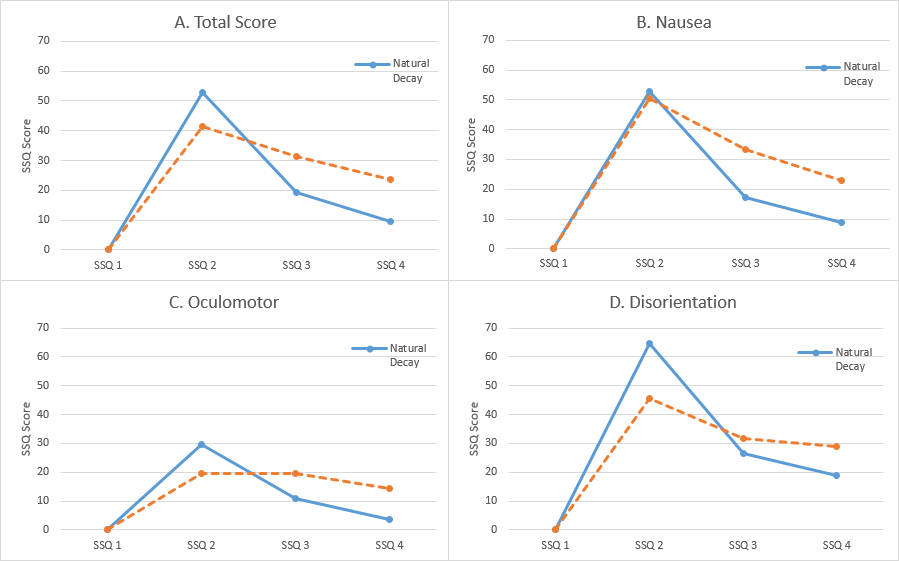 A. Total Score
70
60
50
40
30
20
10
0
SSQ Score
SSQ 1
SSQ 2
SSQ 3
SSQ 4
Natural
Decay
B. Nausea
70
60
50
40
30
20
10
0
SSQ Score
SSQ 1
SSQ 2
SSQ 3
SSQ 4
Natural
Decay
C. Oculomotor
70
60
50
40
30
20
10
0
SSQ Score
SSQ 1
SSQ 2
SSQ 3
SSQ 4
Natural
Decay
D. Disorientation
70
60
50
40
30
20
10
0
SSQ Score
SSQ 1
SSQ 2
SSQ 3
SSQ 4
Natural
Decay